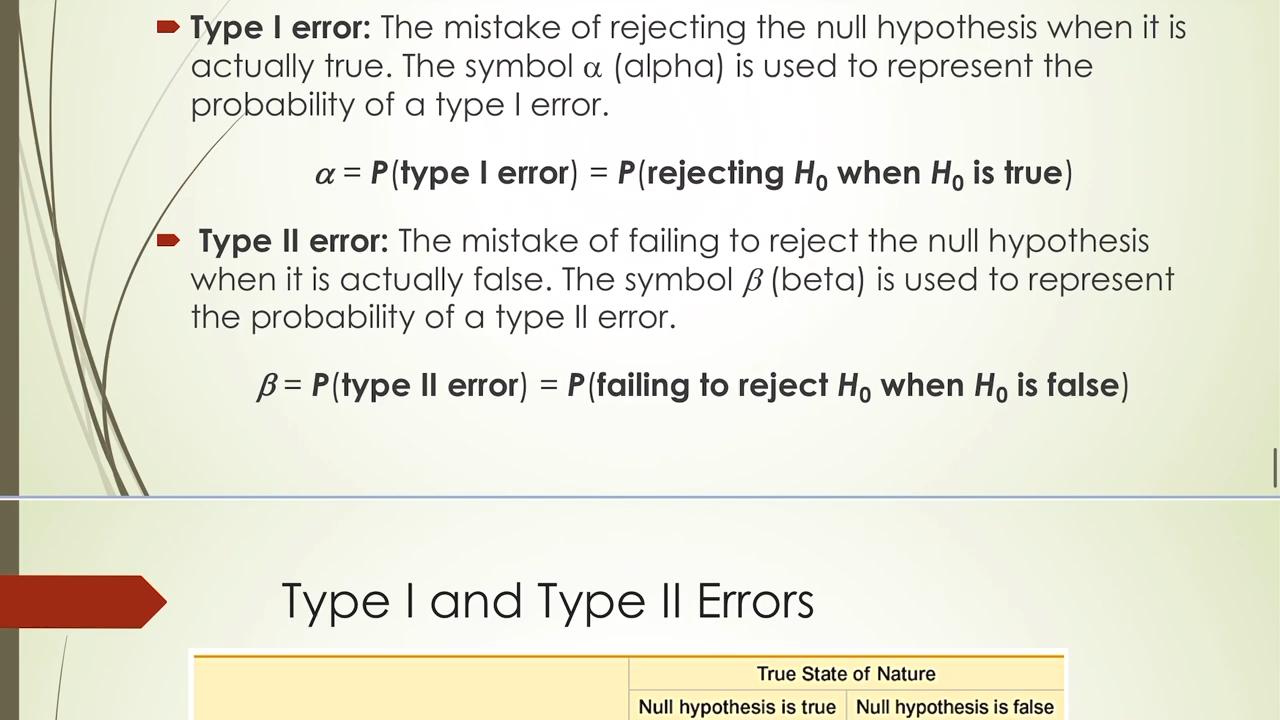 Type I error: The mistake of rejecting the null hypothesis when it is
actually true. The symbol α (alpha) is used to represent the
probability of a type I error.
α = P(type I error) = P(rejecting H₀ when H₀ is true)
Type II error: The mistake of failing to reject the null hypothesis
when it is actually false. The symbol β (beta) is used to represent
the probability of a type II error.
β = P(type II error) = P(failing to reject H₀ when H₀ is false)
Type I and Type II Errors
True State of Nature
Null hypothesis is true Null hypothesis is false